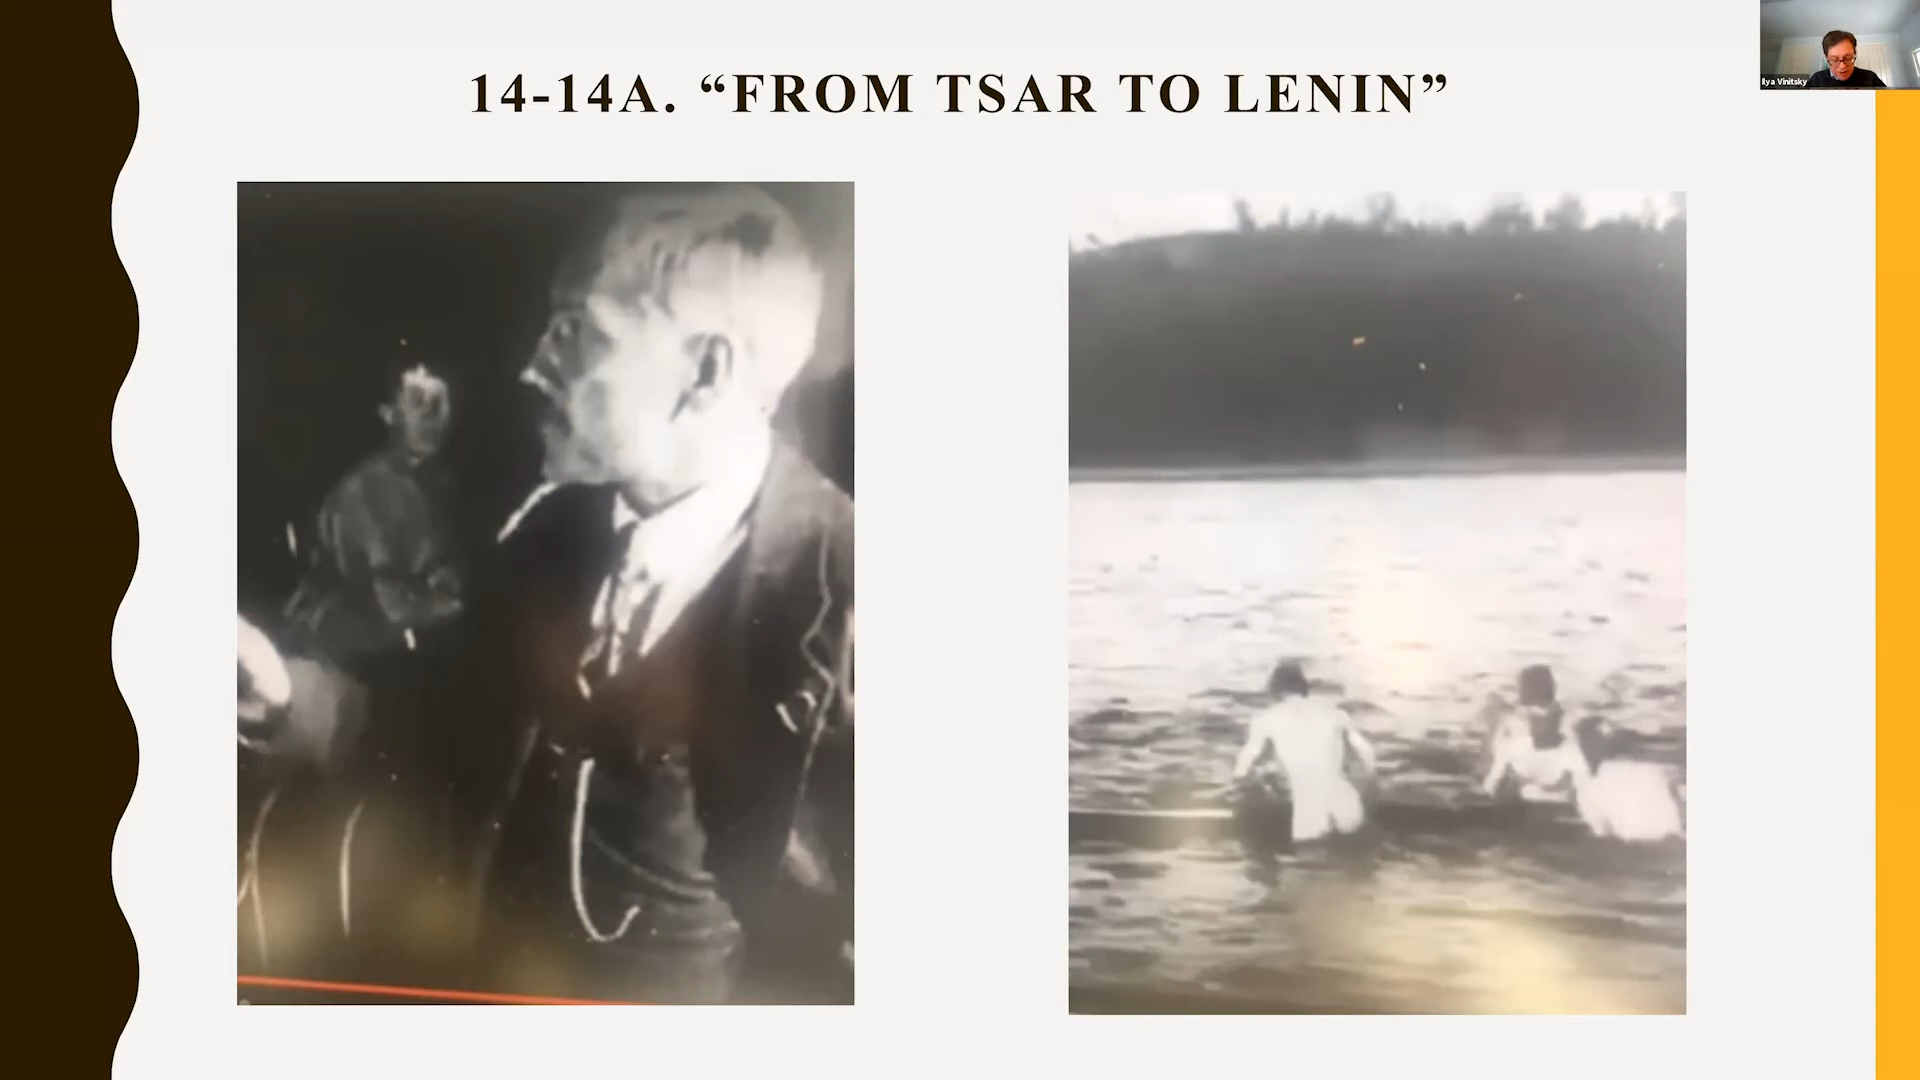 14-14A. “FROM TSAR TO LENIN”
Ilya Vinitsky